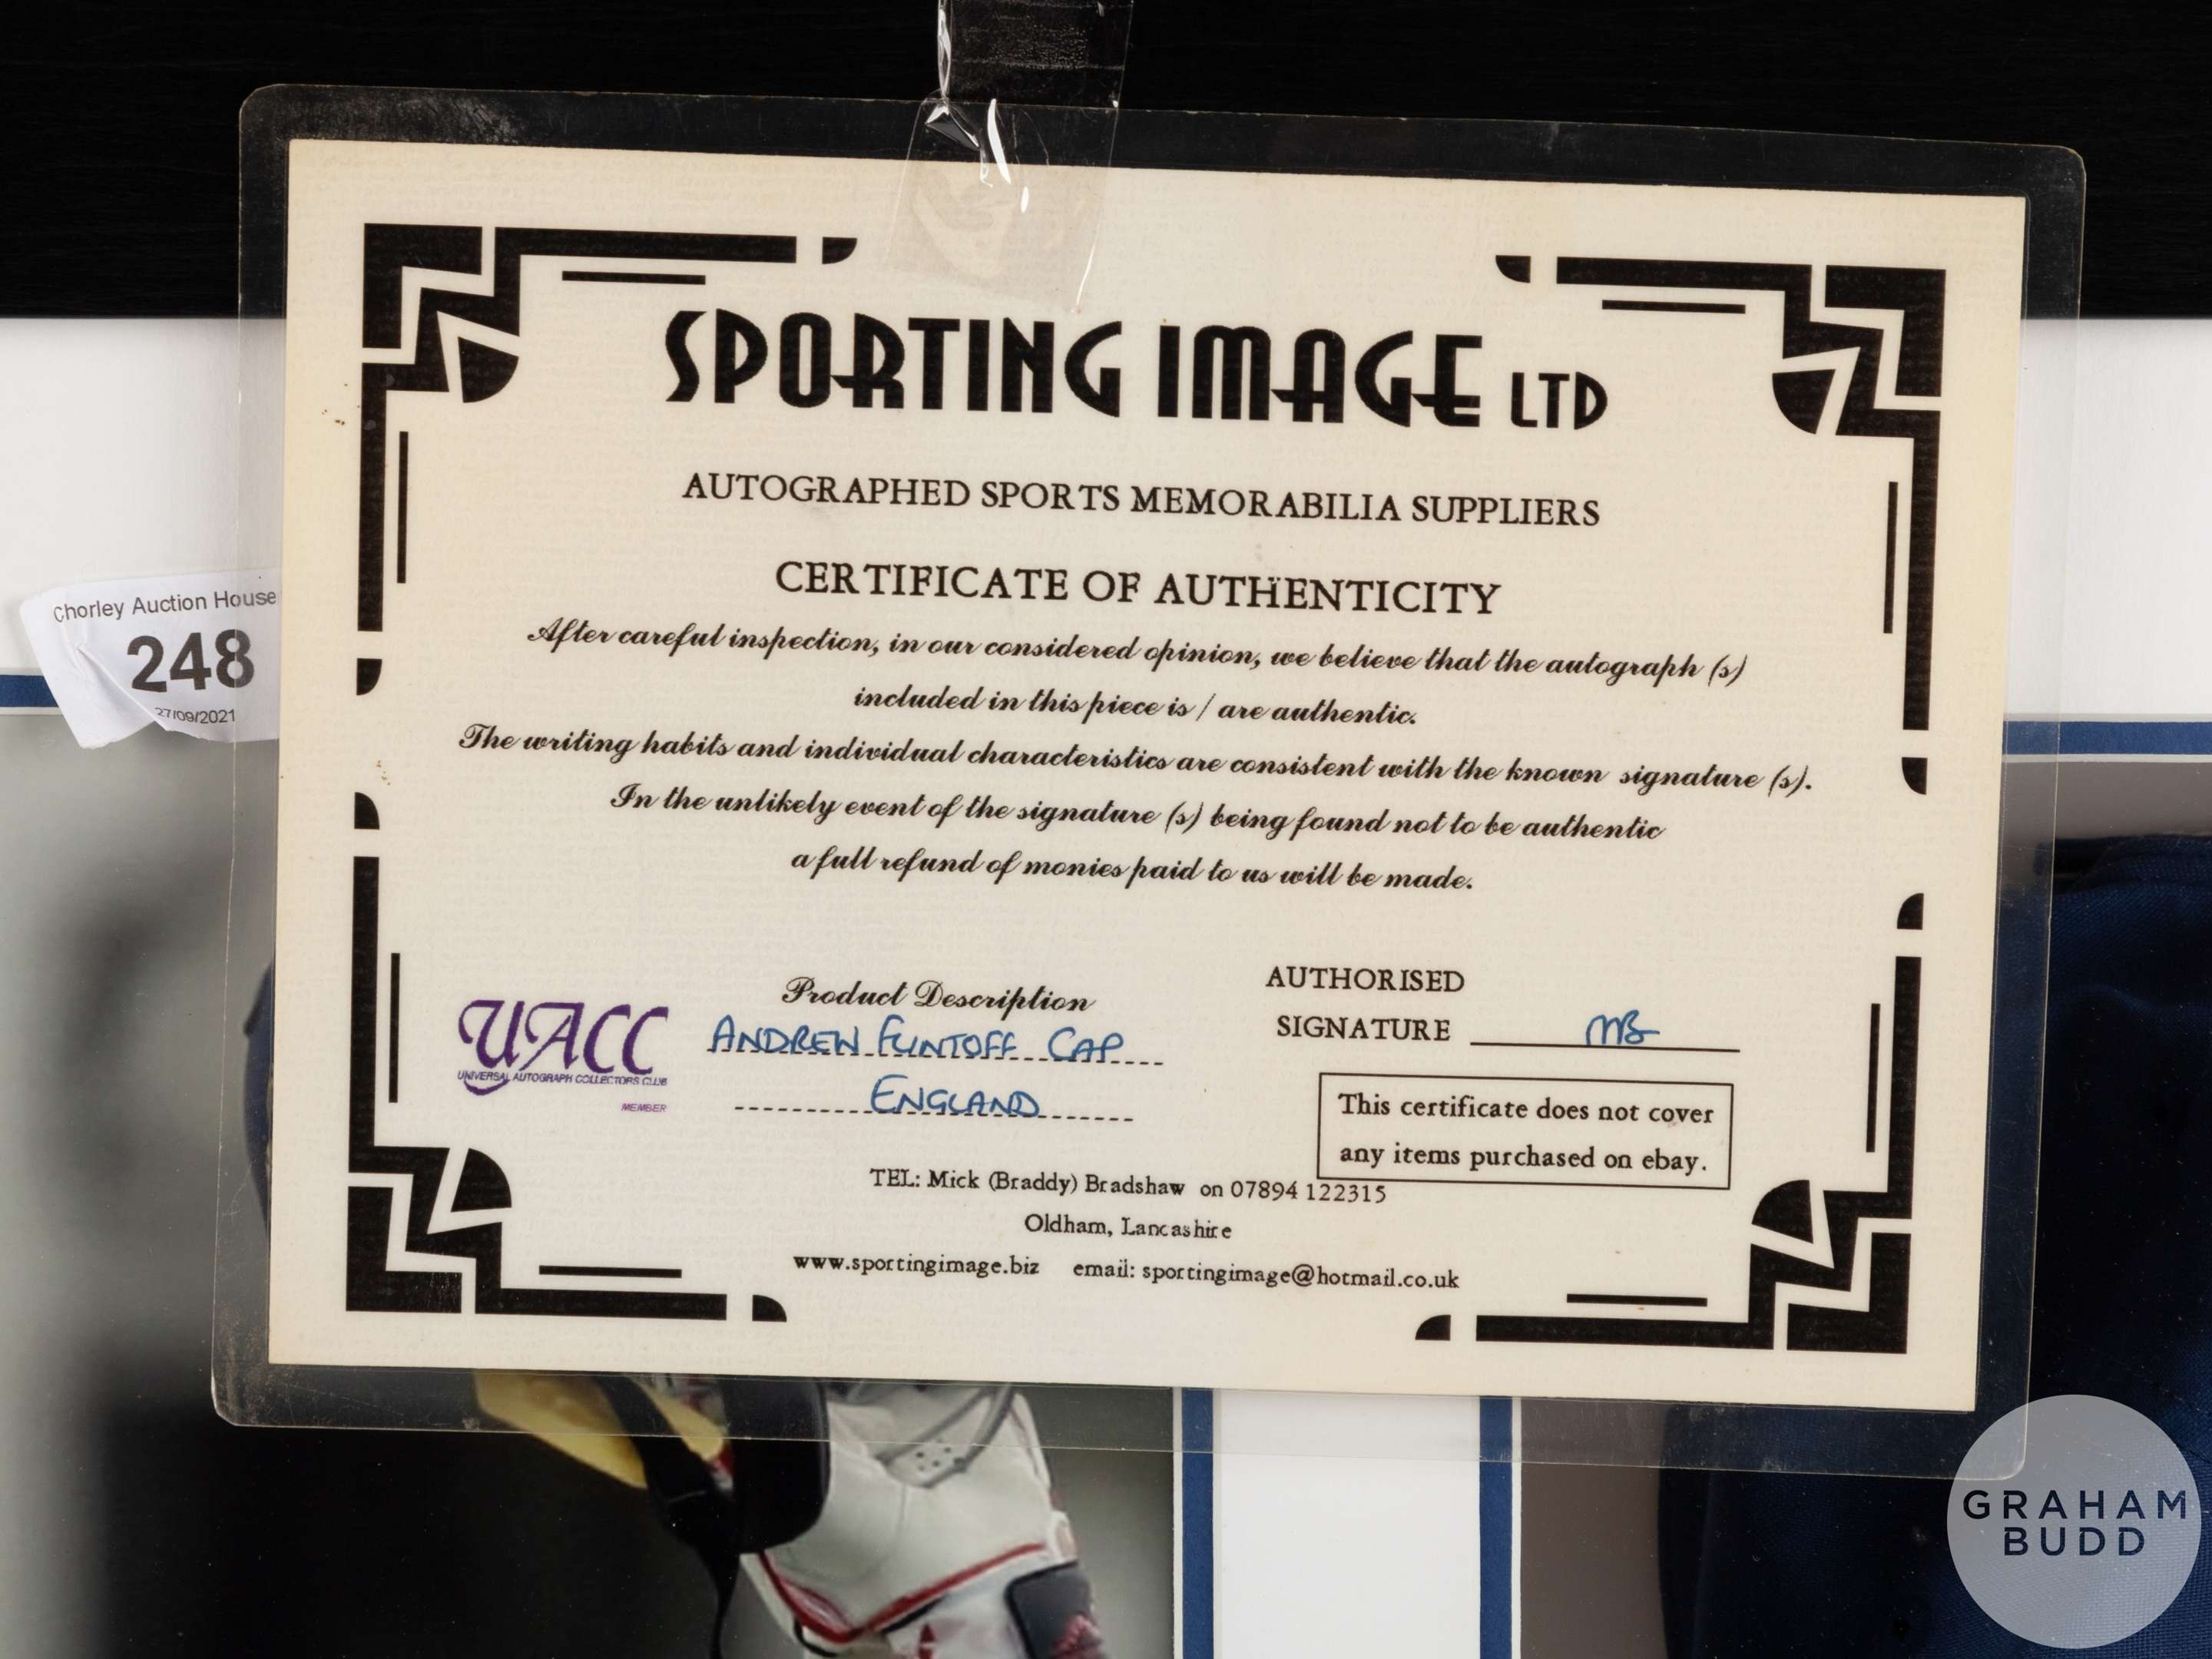 SPORTING IMAGE LTD
AUTOGRAPHED SPORTS MEMORABILIA SUPPLIERS
CERTIFICATE OF AUTHENTICITY
After careful inspection, in our considered opinion, we believe that the autograph (s)
included in this piece is / are authentic.
The writing habits and individual characteristics are consistent with the known signature (s).
In the unlikely event of the signature (s) being found not to be authentic
a full refund of monies paid to us will be made.
Chorley Auction House
248
27/09/2021
UACC
UNIVERSAL AUTOGRAPH COLLECTORS CLUB
MEMBER
Product Description
ANDREW FLINTOFF CAP
ENGLAND
AUTHORISED
SIGNATURE MB
This certificate does not cover
any items purchased on ebay.
TEL: Mick (Braddy) Bradshaw on 07894 122315
Oldham, Lancashire
www.sportingimage.biz email: sportingimage@hotmail.co.uk
GRAHAM
BUDD